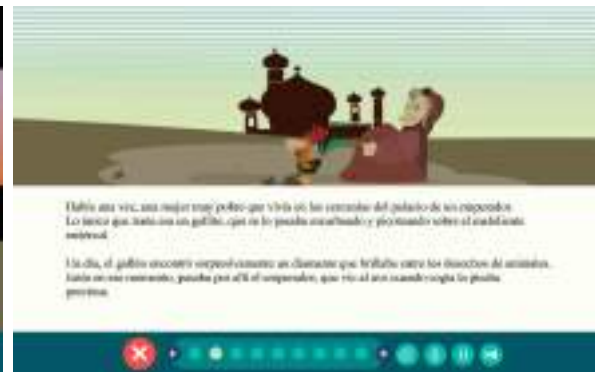 Había una vez, una mujer muy pobre que vivía en las cercanías del palacio de un emperador.
Lo único que tenía era un gallito, que se lo pasaba escarbando y picoteando sobre el maloliente
Un día, el gallito encontró sorpresivamente un diamante que brillaba entre los desechos de animales.
Justo en ese momento, pasaba por allí el emperador, que vio al ave cuando cogía la piedra
preciosa.